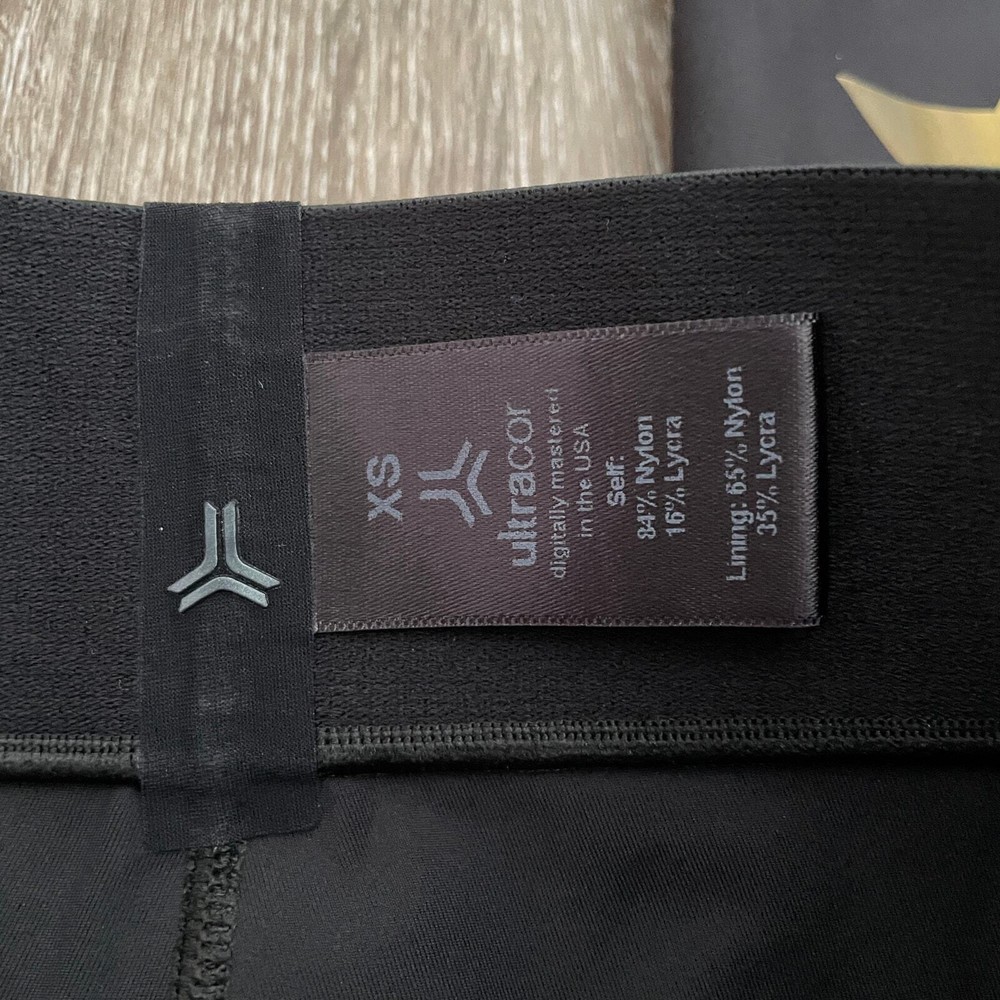 XS
ultracor
digitally mastered
in the USA
Self:
84% Nylon
16% Lycra
Lining: 65% Nylon
35% Lycra